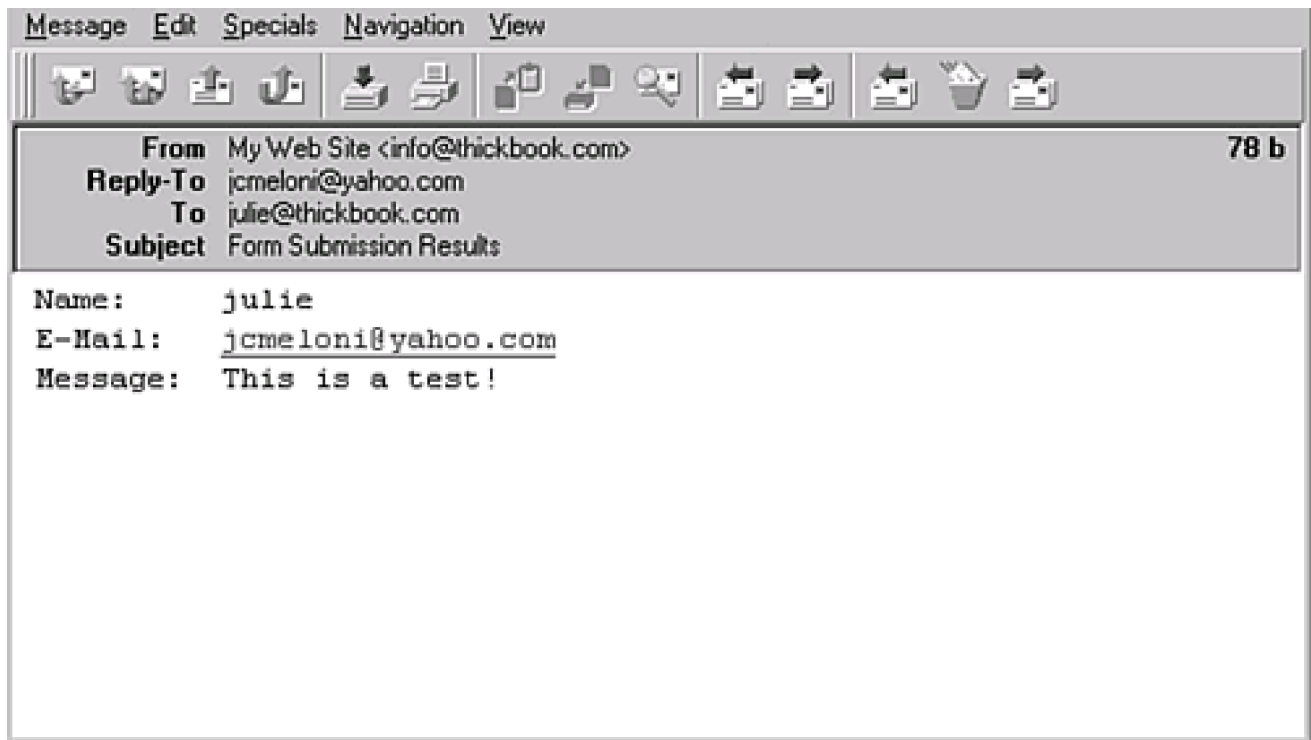 Message Edit Specials Navigation View
From My Web Site <info@thickbook.com> 78 b
Reply-To jcmeloni@yahoo.com
To julie@thickbook.com
Subject Form Submission Results
Name: julie
E-Mail: jcmeloni@yahoo.com
Message: This is a test!